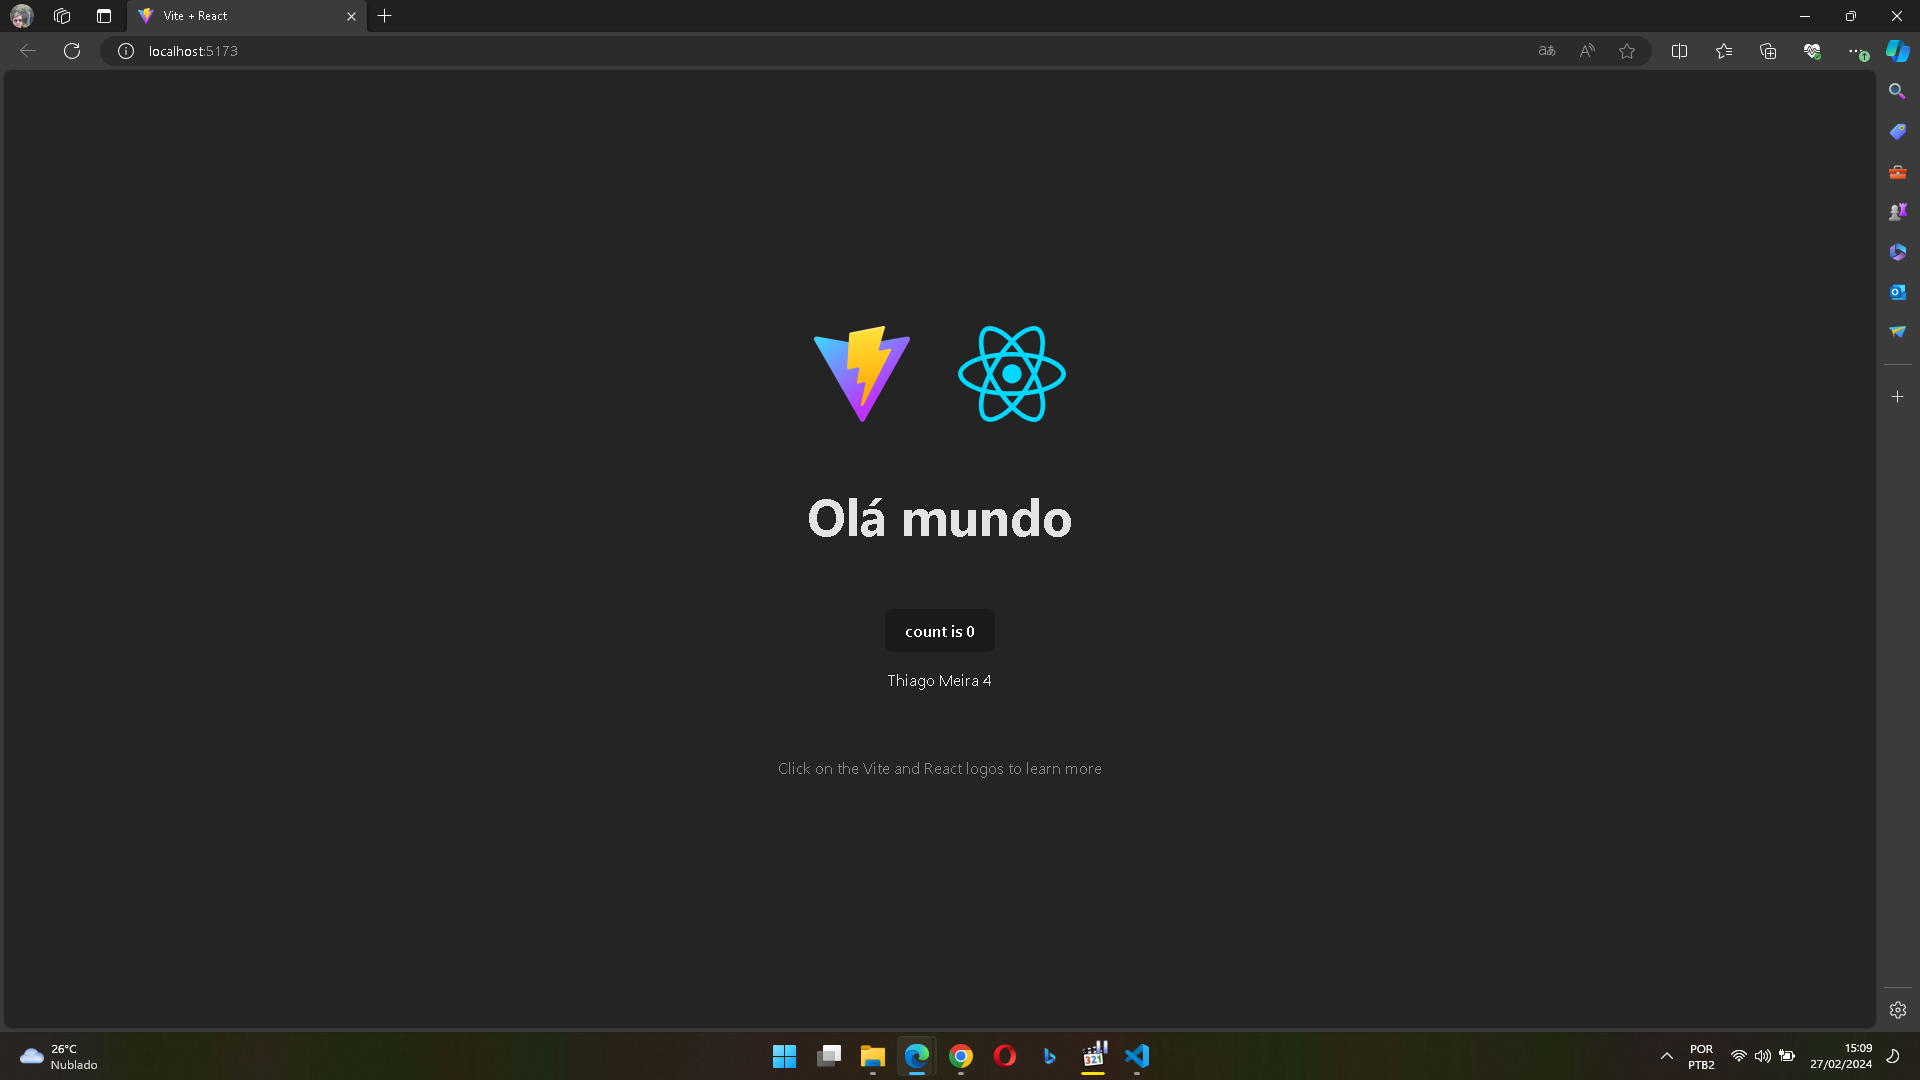 Vite + React
localhost:5173
Olá mundo
count is 0
Thiago Meira 4
Click on the Vite and React logos to learn more
26°C
Nublado
321
POR
PTB2
15:09
27/02/2024